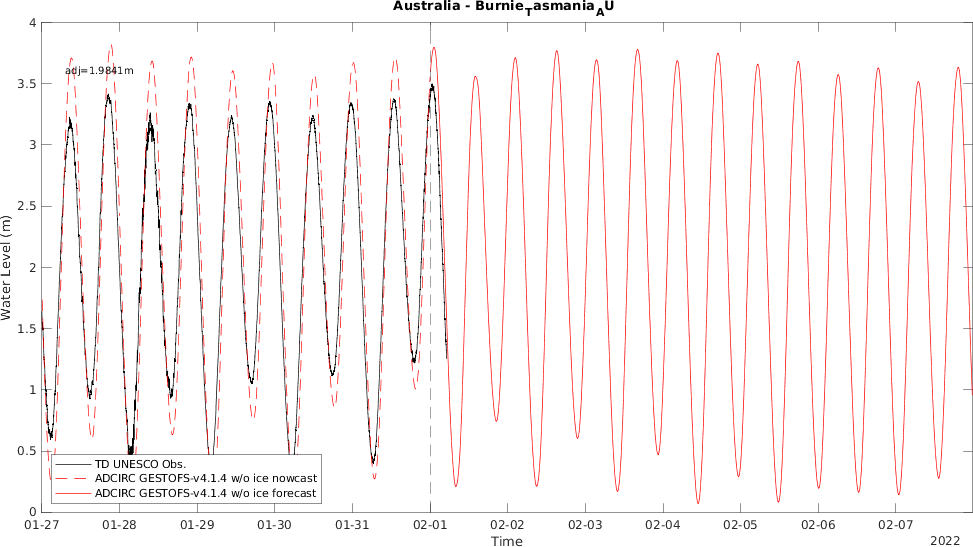 Australia - Burnie_Tasmania_AU
4
adj=1.9841m
3.5
3
2.5
2
1.5
1
0.5
0
Water Level (m)
TD UNESCO Obs.
ADCIRC GESTOFS-v4.1.4 w/o ice nowcast
ADCIRC GESTOFS-v4.1.4 w/o ice forecast
01-27 01-28 01-29 01-30 01-31 02-01 02-02 02-03 02-04 02-05 02-06 02-07
Time
2022